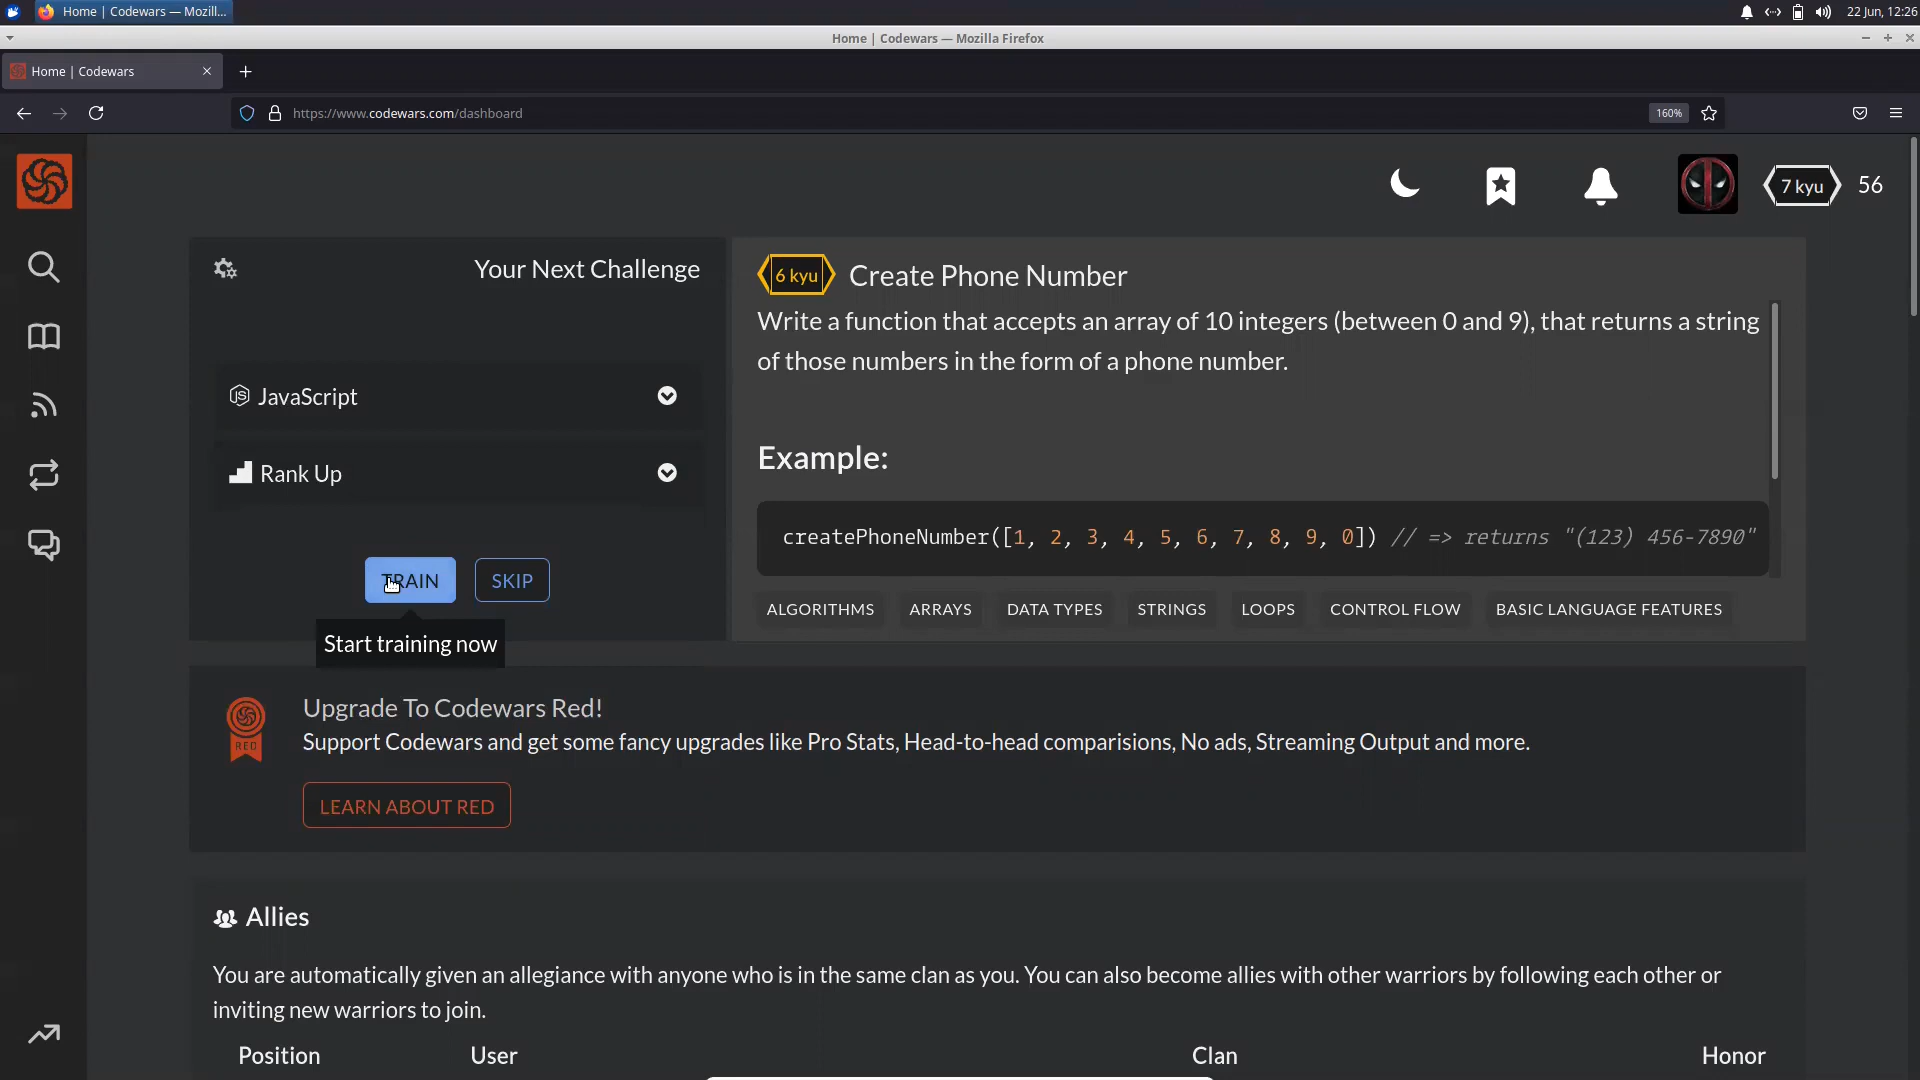 Home | Codewars — Mozill...
22 Jun, 12:26
Home | Codewars — Mozilla Firefox
Home | Codewars
https://www.codewars.com/dashboard
160%
7 kyu
56
Your Next Challenge
JavaScript
Rank Up
TRAIN
SKIP
Start training now
6 kyu
Create Phone Number
Write a function that accepts an array of 10 integers (between 0 and 9), that returns a string
of those numbers in the form of a phone number.
Example:
createPhoneNumber([1, 2, 3, 4, 5, 6, 7, 8, 9, 0]) // => returns "(123) 456-7890"
ALGORITHMS
ARRAYS
DATA TYPES
STRINGS
LOOPS
CONTROL FLOW
BASIC LANGUAGE FEATURES
RED
Upgrade To Codewars Red!
Support Codewars and get some fancy upgrades like Pro Stats, Head-to-head comparisions, No ads, Streaming Output and more.
LEARN ABOUT RED
Allies
You are automatically given an allegiance with anyone who is in the same clan as you. You can also become allies with other warriors by following each other or
inviting new warriors to join.
Position
User
Clan
Honor